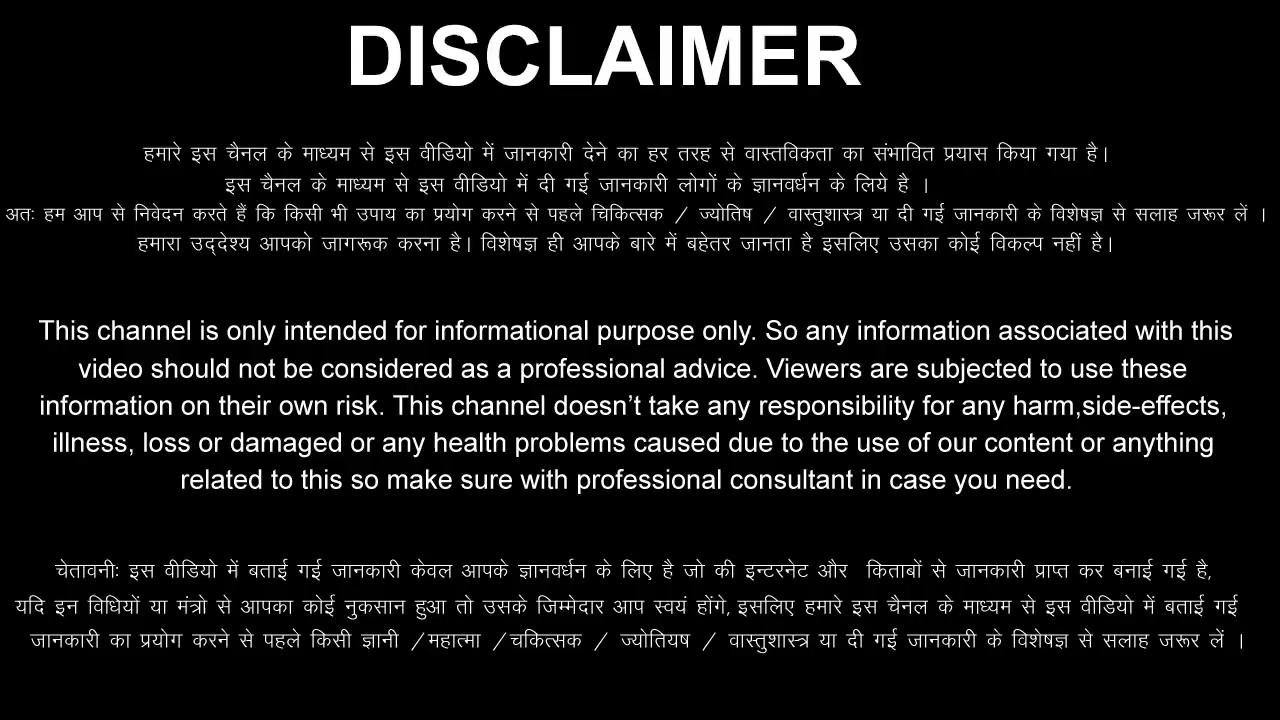 DISCLAIMER
हमारे इस चैनल के माध्यम से इस वीडियो में जानकारी देने का हर तरह से वास्तविकता का संभावित प्रयास किया गया है।
इस चैनल के माध्यम से इस वीडियो में दी गई जानकारी लोगों के ज्ञानवर्धन के लिये है ।
अतः हम आप से निवेदन करते हैं कि किसी भी उपाय का प्रयोग करने से पहले चिकित्सक / ज्योतिष / वास्तुशास्त्र या दी गई जानकारी के विशेषज्ञ से सलाह जरूर लें ।
हमारा उद्देश्य आपको जागरूक करना है। विशेषज्ञ ही आपके बारे में बहेतर जानता है इसलिए उसका कोई विकल्प नहीं है।
This channel is only intended for informational purpose only. So any information associated with this
video should not be considered as a professional advice. Viewers are subjected to use these
information on their own risk. This channel doesn’t take any responsibility for any harm,side-effects,
illness, loss or damaged or any health problems caused due to the use of our content or anything
related to this so make sure with professional consultant in case you need.
चेतावनीः इस वीडियो में बताई गई जानकारी केवल आपके ज्ञानवर्धन के लिए है जो की इन्टरनेट और किताबों से जानकारी प्राप्त कर बनाई गई है,
यदि इन विधियों या मंत्रो से आपका कोई नुकसान हुआ तो उसके जिम्मेदार आप स्वयं होंगे, इसलिए हमारे इस चैनल के माध्यम से इस वीडियो में बताई गई
जानकारी का प्रयोग करने से पहले किसी ज्ञानी /महात्मा /चकित्सक / ज्योतियष / वास्तुशास्त्र या दी गई जानकारी के विशेषज्ञ से सलाह जरूर लें ।